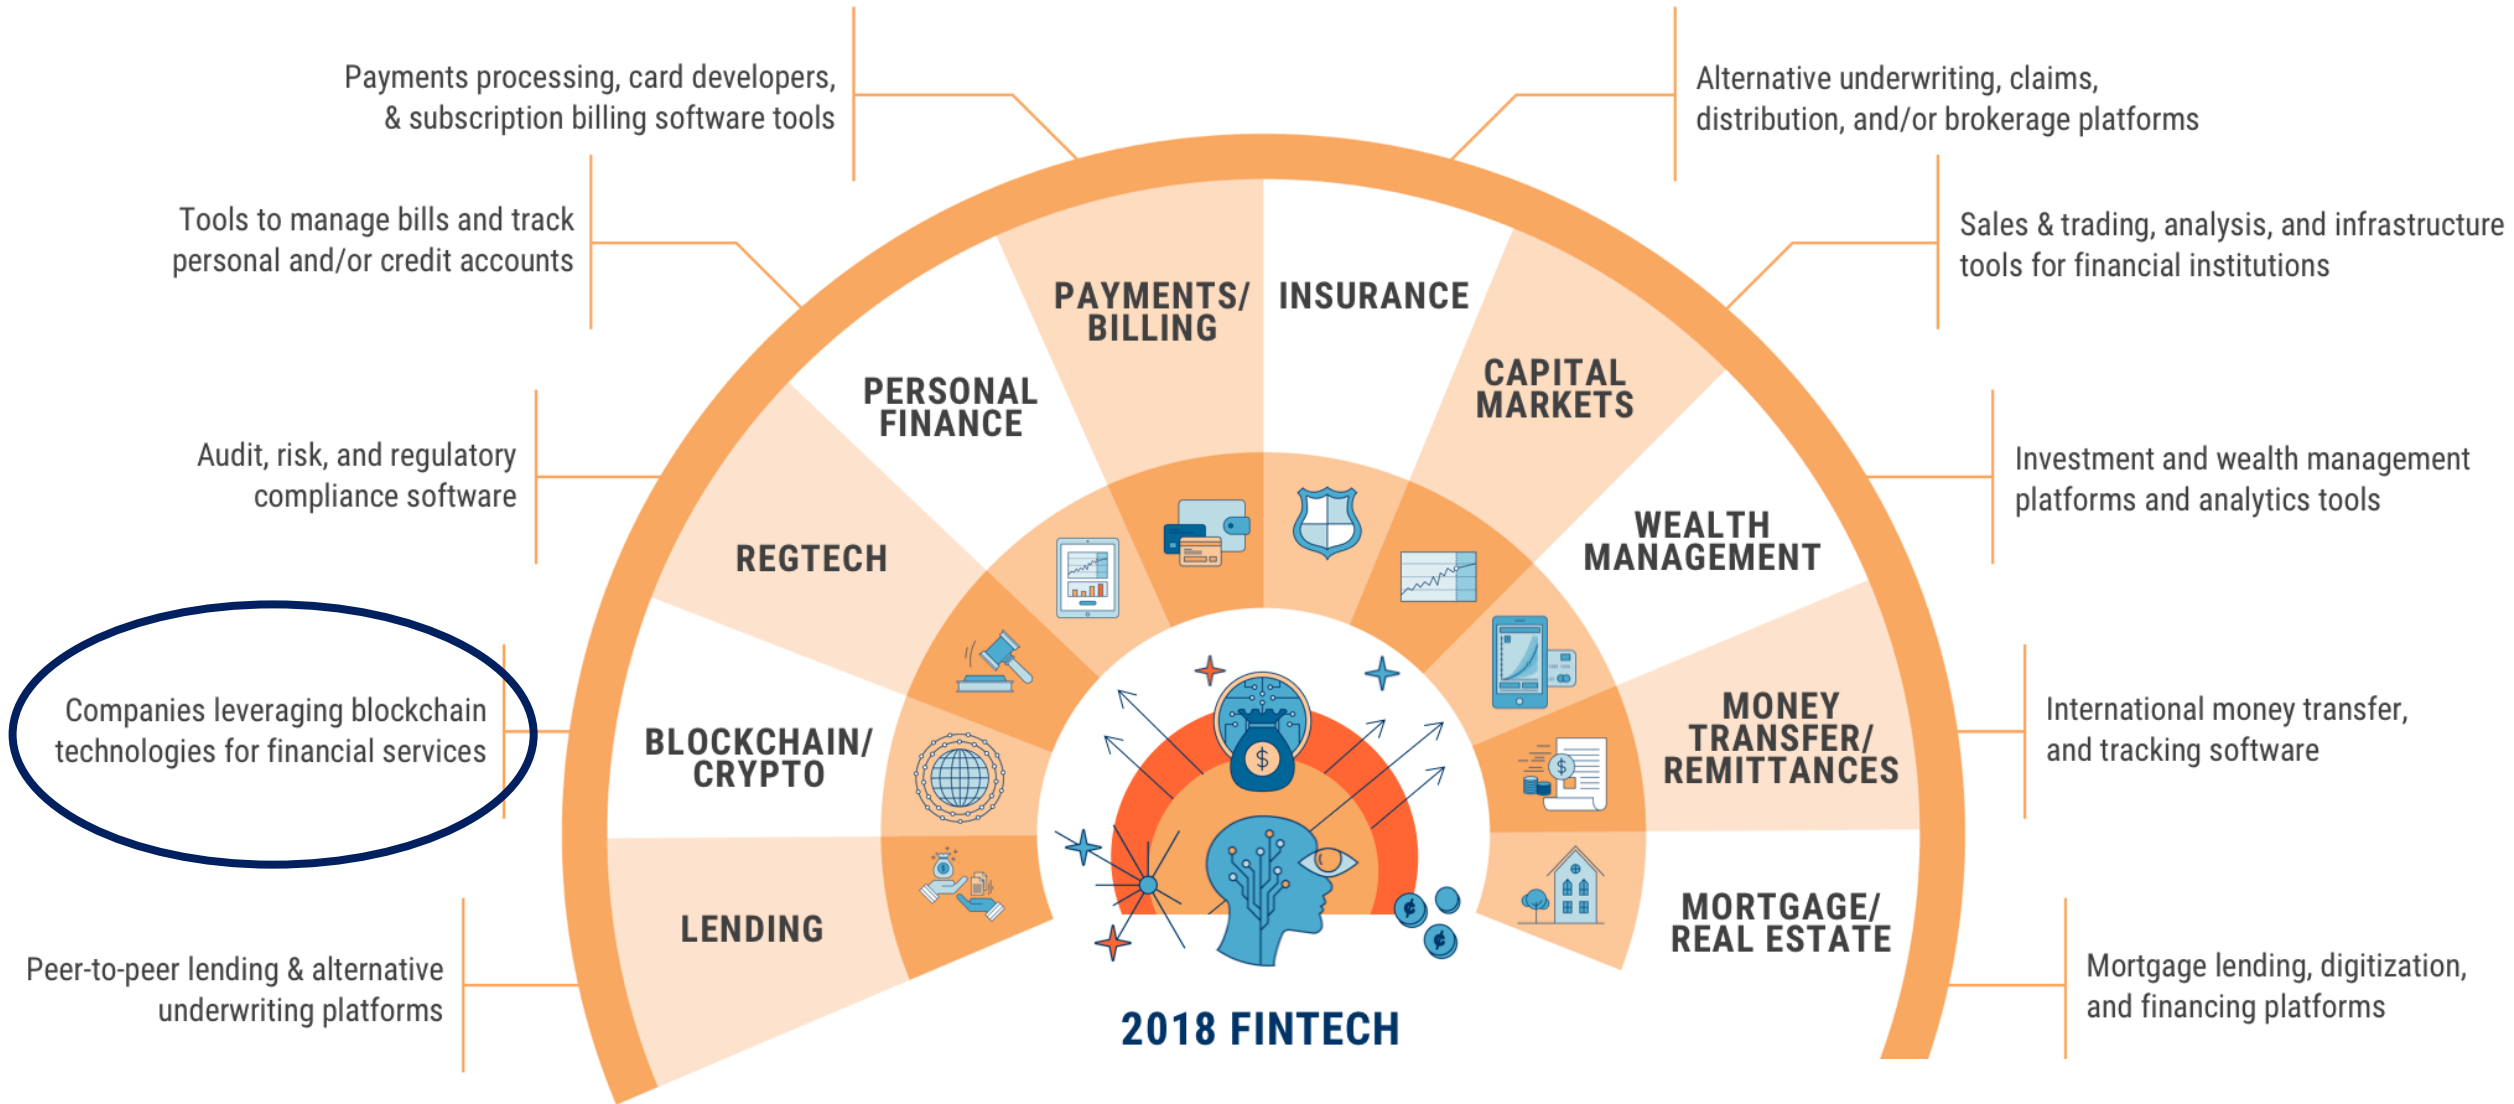 Payments processing, card developers,
& subscription billing software tools
Tools to manage bills and track
personal and/or credit accounts
Audit, risk, and regulatory
compliance software
Companies leveraging blockchain
technologies for financial services
Peer-to-peer lending & alternative
underwriting platforms
LENDING
BLOCKCHAIN/
CRYPTO
REGTECH
PERSONAL
FINANCE
PAYMENTS/
BILLING
INSURANCE
CAPITAL
MARKETS
WEALTH
MANAGEMENT
MONEY
TRANSFER/
REMITTANCES
MORTGAGE/
REAL ESTATE
Alternative underwriting, claims,
distribution, and/or brokerage platforms
Sales & trading, analysis, and infrastructure
tools for financial institutions
Investment and wealth management
platforms and analytics tools
International money transfer,
and tracking software
Mortgage lending, digitization,
and financing platforms
2018 FINTECH